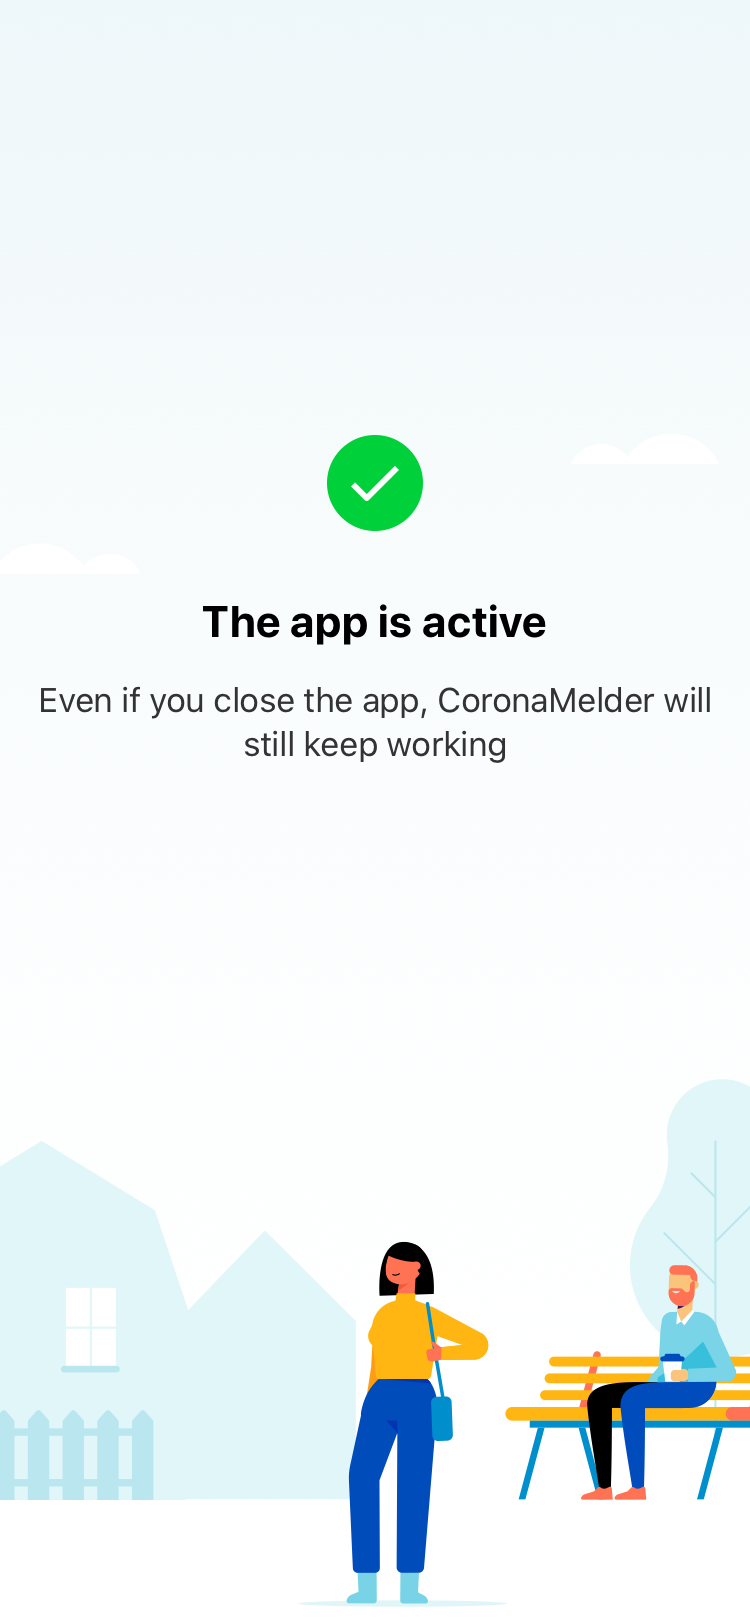 The app is active
Even if you close the app, CoronaMelder will
still keep working